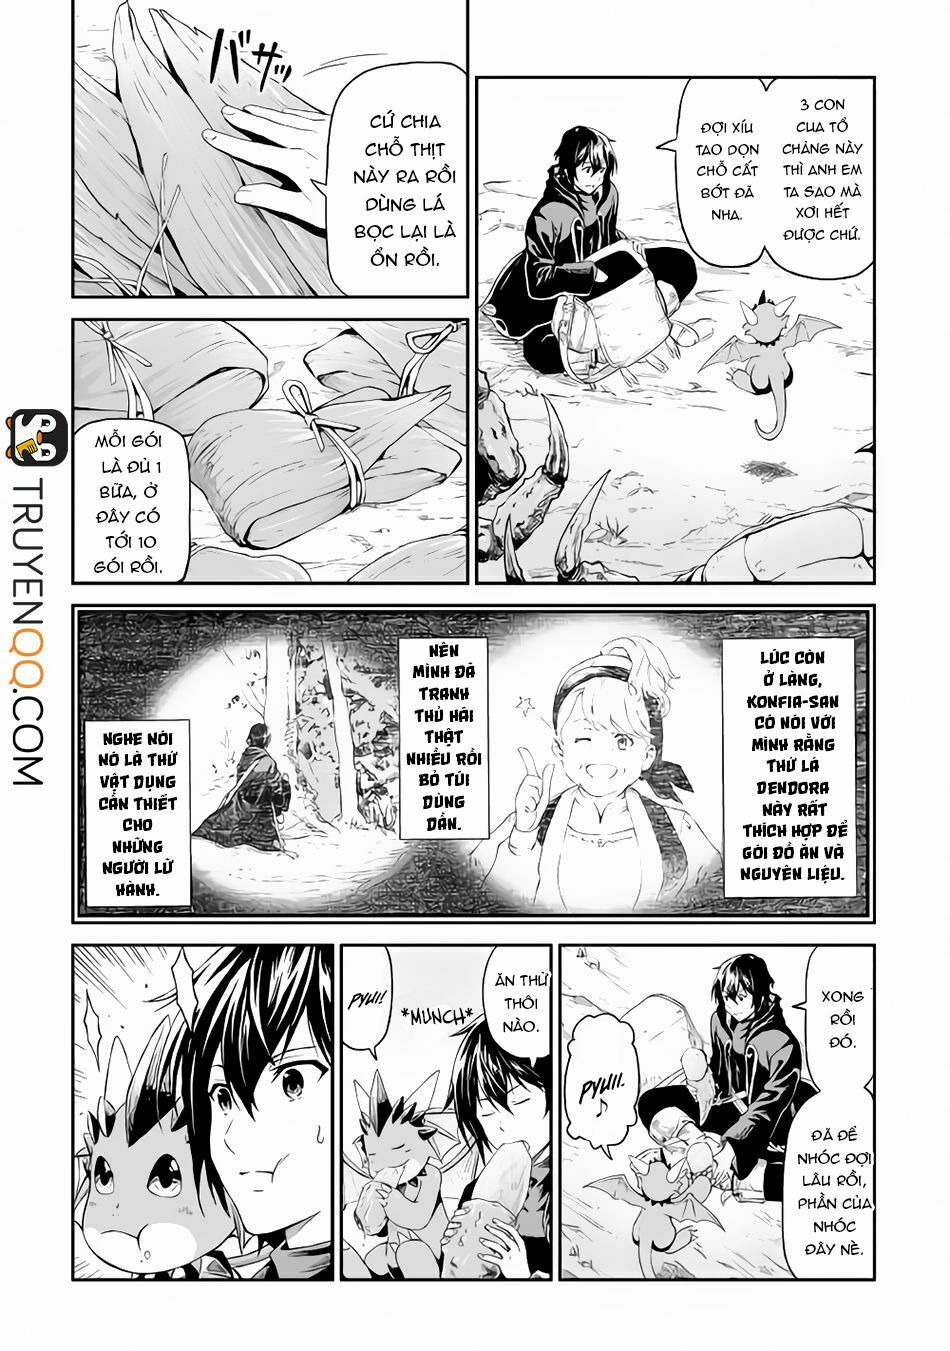 3 CON
CUA TỔ
CHẢNG NÀY
THÌ ANH EM
TA SAO MÀ
XƠI HẾT
ĐƯỢC CHỨ.
ĐỢI XÍU
TAO DỌN
CHỖ CẤT
BỚT ĐÃ
NHA.
バサッ
CỨ CHIA
CHỖ THỊT
NÀY RA RỒI
DÙNG LÁ
BỌC LẠI LÀ
ỔN RỒI.
MỖI GÓI
LÀ ĐỦ 1
BỮA, Ở
ĐÂY CÓ
TỚI 10
GÓI RỒI.
LÚC CÒN
Ở LÀNG,
KONFIA-SAN
CÓ NÓI VỚI
MÌNH RẰNG
THỨ LÁ
DENDORA
NÀY RẤT
THÍCH HỢP ĐỂ
GÓI ĐỒ ĂN VÀ
NGUYÊN LIỆU.
NÊN
MÌNH ĐÃ
TRANH
THỦ HÁI
THẬT
NHIỀU RỒI
BỎ TÚI
DÙNG
DẦN.
NGHE NÓI
NÓ LÀ THỨ
VẬT DỤNG
CẦN THIẾT
CHO
NHỮNG
NGƯỜI LỮ
HÀNH.
XONG
RỒI
ĐÓ.
PYUII.
♪
ĐÃ ĐỂ
NHÓC ĐỢI
LÂU RỒI,
PHẦN CỦA
NHÓC
ĐÂY NÈ.
ĂN THỬ
THÔI
NÀO.
*MUNCH*
PYUI!
TRUYENQQ.COM